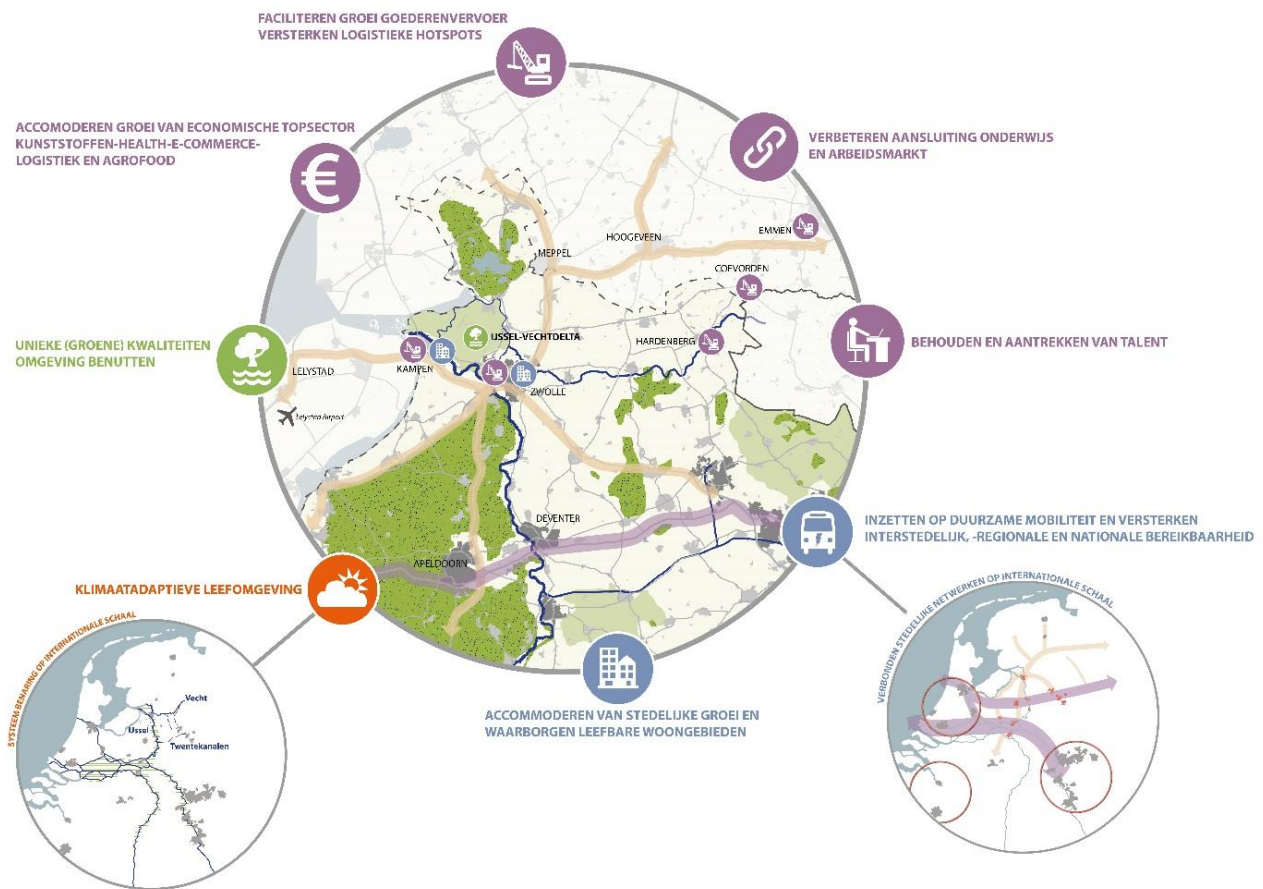 FACILITEREN GROEI GOEDERENVERVOER
VERSTERKEN LOGISTIEKE HOTSPOTS
ACCOMODEREN GROEI VAN ECONOMISCHE TOPSECTOR
KUNSTSTOFFEN-HEALTH-E-COMMERCE-
LOGISTIEK EN AGROFOOD
€
VERBETEREN AANSLUITING ONDERWIJS
EN ARBEIDSMARKT
HOOGEVEEN
EMMEN
MEPPEL
COEVORDEN
UNIEKE (GROENE) KWALITEITEN
OMGEVING BENUTTEN
IJSSEL-VECHTDELTA
HARDENBERG
BEHOUDEN EN AANTREKKEN VAN TALENT
LELYSTAD
KAMPEN
ZWOLLE
Lelystad Airport
DEVENTER
APELDOORN
INZETTEN OP DUURZAME MOBILITEIT EN VERSTERKEN
INTERSTEDELIJK, -REGIONALE EN NATIONALE BEREIKBAARHEID
KLIMAATADAPTIEVE LEEFOMGEVING
ACCOMMODEREN VAN STEDELIJKE GROEI EN
WAARBORGEN LEEFBARE WOONGEBIEDEN
SYSTEEM BENARING OP INTERNATIONALE SCHAAL
Vecht
IJssel
Twentekanalen
VERBONDEN STEDELIJKE NETWERKEN OP INTERNATIONALE SCHAAL